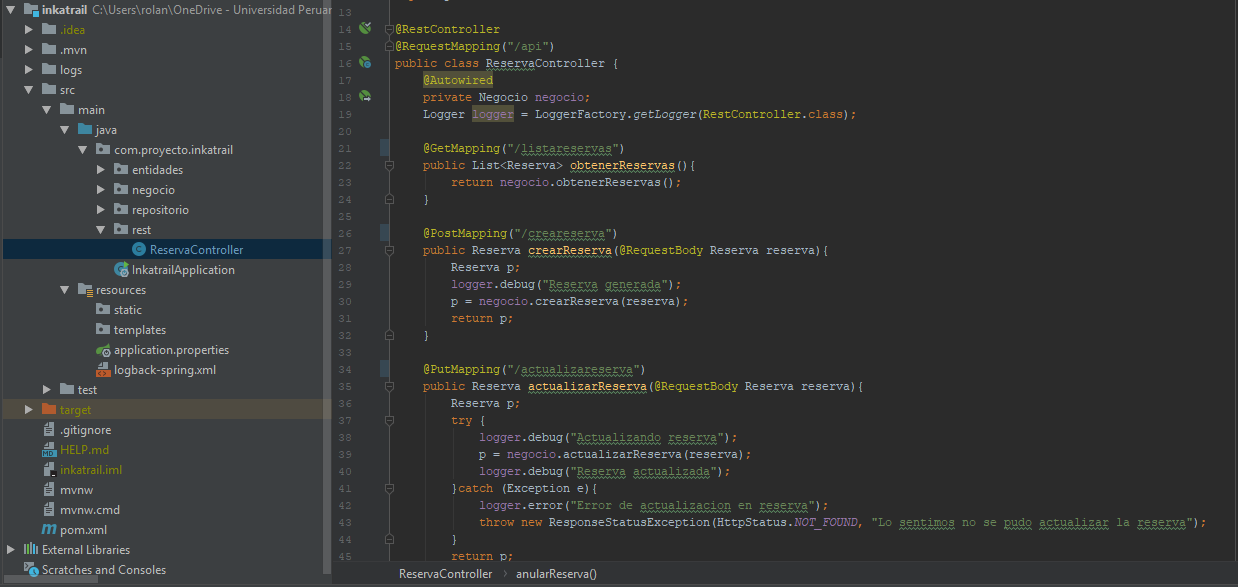 inkatrail C:\Users\rolan\OneDrive - Universidad Peruar
.idea
.mvn
logs
src
main
java
com.proyecto.inkatrail
entidades
negocio
repositorio
rest
ReservaController
InkatrailApplication
resources
static
templates
application.properties
logback-spring.xml
test
target
.gitignore
HELP.md
inkatrail.iml
mvnw
mvnw.cmd
pom.xml
External Libraries
Scratches and Consoles
13
14 @RestController
15 @RequestMapping("/api")
16 public class ReservaController {
17 @Autowired
18 private Negocio negocio;
19 Logger logger = LoggerFactory.getLogger(RestController.class);
20
21 @GetMapping("/listareservas")
22 public List<Reserva> obtenerReservas(){
23 return negocio.obtenerReservas();
24 }
25
26 @PostMapping("/creareserva")
27 public Reserva crearReserva(@RequestBody Reserva reserva){
28 Reserva p;
29 logger.debug("Reserva generada");
30 p = negocio.crearReserva(reserva);
31 return p;
32 }
33
34 @PutMapping("/actualizareserva")
35 public Reserva actualizarReserva(@RequestBody Reserva reserva){
36 Reserva p;
37 try {
38 logger.debug("Actualizando reserva");
39 p = negocio.actualizarReserva(reserva);
40 logger.debug("Reserva actualizada");
41 }catch (Exception e){
42 logger.error("Error de actualizacion en reserva");
43 throw new ResponseStatusException(HttpStatus.NOT_FOUND, "Lo sentimos no se pudo actualizar la reserva");
44 }
45 return p;
ReservaController › anularReserva()